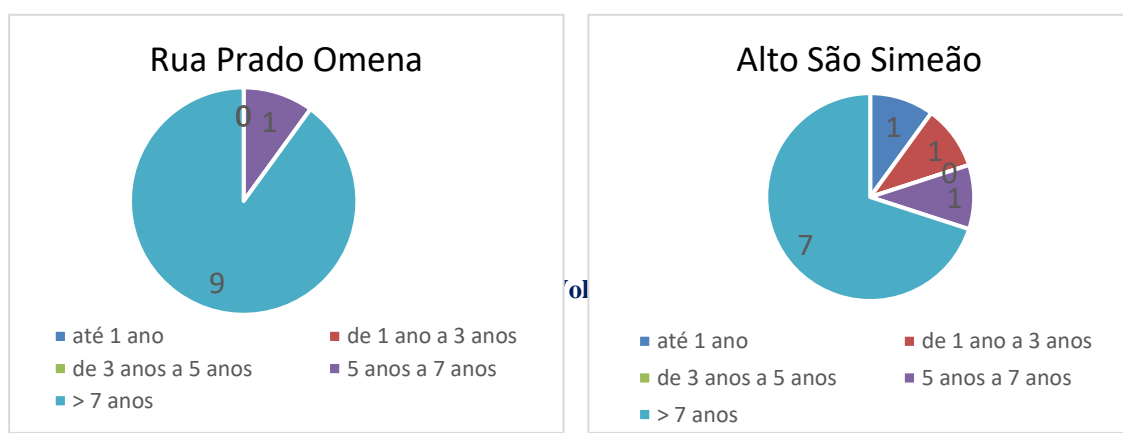 Rua Prado Omena
0 1
9
■ até 1 ano ■ de 1 ano a 3 anos
■ de 3 anos a 5 anos ■ 5 anos a 7 anos
■ > 7 anos
Alto São Simeão
1
1
0
1
7
■ até 1 ano ■ de 1 ano a 3 anos
■ de 3 anos a 5 anos ■ 5 anos a 7 anos
■ > 7 anos